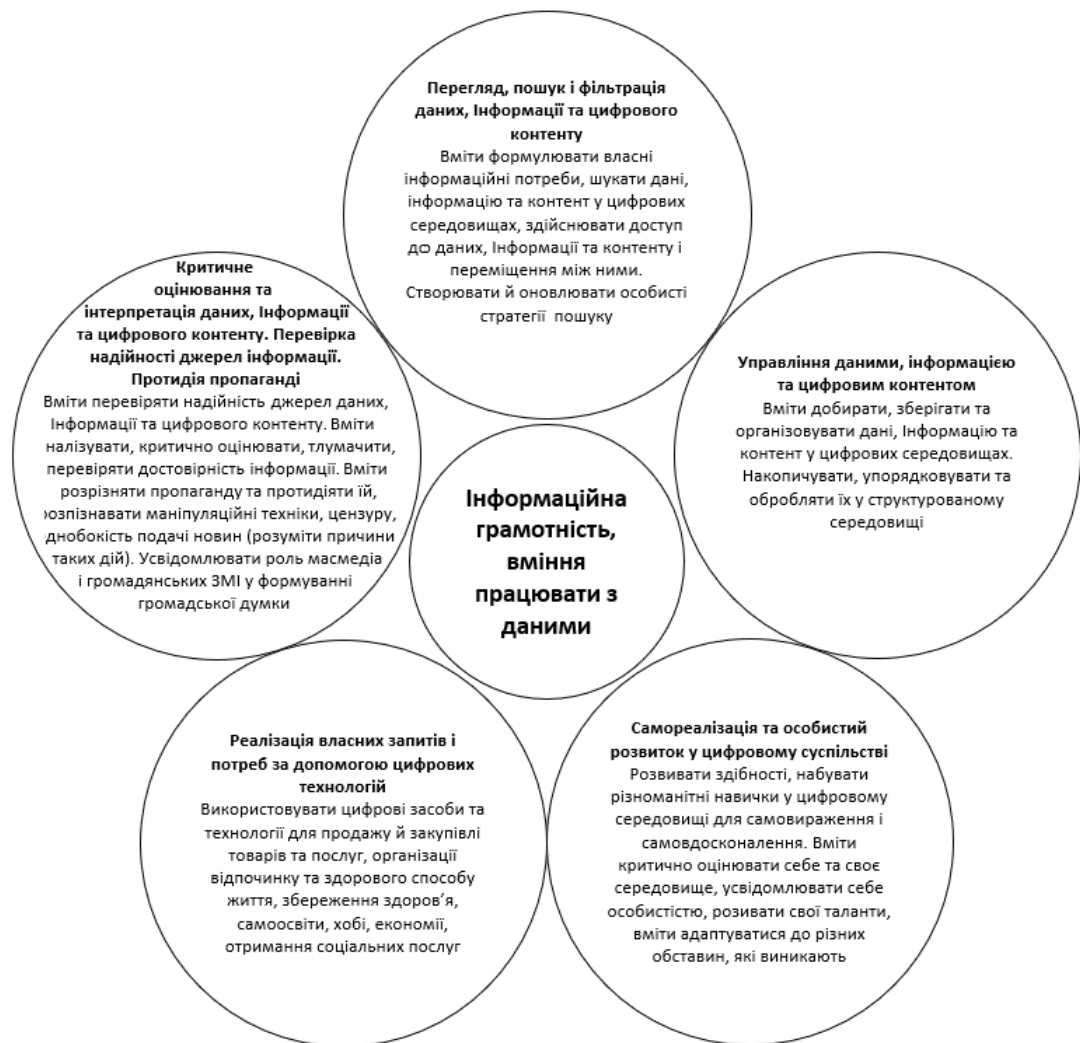 Перегляд, пошук і фільтрація
даних, Інформації та цифрового
контенту
Вміти формулювати власні
інформаційні потреби, шукати дані,
інформацію та контент у цифрових
середовищах, здійснювати доступ
до даних, Інформації та контенту і
переміщення між ними.
Створювати й оновлювати особисті
стратегії пошуку
Критичне
оцінювання та
інтерпретація даних, Інформації
та цифрового контенту. Перевірка
надійності джерел інформації.
Протидія пропаганді
Вміти перевіряти надійність джерел даних,
Інформації та цифрового контенту. Вміти
налізувати, критично оцінювати, тлумачити,
перевіряти достовірність інформації. Вміти
розрізняти пропаганду та протидіяти їй,
розпізнавати маніпуляційні техніки, цензуру,
днобокість подачі новин (розуміти причини
таких дій). Усвідомлювати роль масмедіа
і громадянських ЗМІ у формуванні
громадської думки
Управління даними, інформацією
та цифровим контентом
Вміти добирати, зберігати та
організовувати дані, Інформацію та
контент у цифрових середовищах.
Накопичувати, упорядковувати та
обробляти їх у структурованому
середовищі
Інформаційна
грамотність,
вміння
працювати з
даними
Реалізація власних запитів і
потреб за допомогою цифрових
технологій
Використовувати цифрові засоби та
технології для продажу й закупівлі
товарів та послуг, організації
відпочинку та здорового способу
життя, збереження здоров’я,
самоосвіти, хобі, економії,
отримання соціальних послуг
Самореалізація та особистий
розвиток у цифровому суспільстві
Розвивати здібності, набувати
різноманітні навички у цифровому
середовищі для самовираження і
самовдосконалення. Вміти
критично оцінювати себе та своє
середовище, усвідомлювати себе
особистістю, розивати свої таланти,
вміти адаптуватися до різних
обставин, які виникають